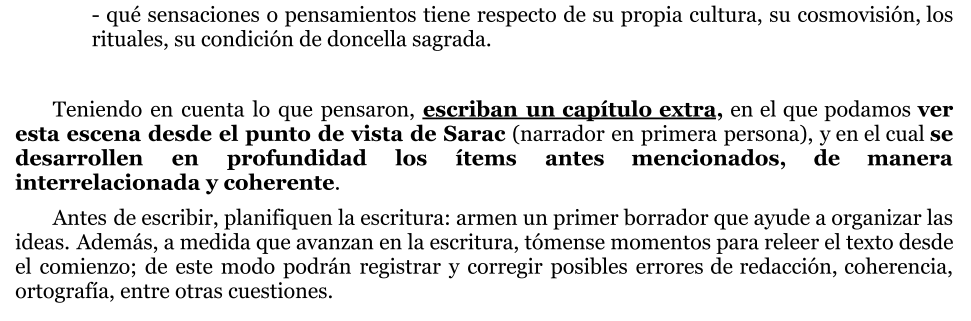 - qué sensaciones o pensamientos tiene respecto de su propia cultura, su cosmovisión, los
rituales, su condición de doncella sagrada.
Teniendo en cuenta lo que pensaron, escriban un capítulo extra, en el que podamos ver
esta escena desde el punto de vista de Sarac (narrador en primera persona), y en el cual se
desarrollen en profundidad los ítems antes mencionados, de manera
interrelacionada y coherente.
Antes de escribir, planifiquen la escritura: armen un primer borrador que ayude a organizar las
ideas. Además, a medida que avanzan en la escritura, tómense momentos para releer el texto desde
el comienzo; de este modo podrán registrar y corregir posibles errores de redacción, coherencia,
ortografía, entre otras cuestiones.